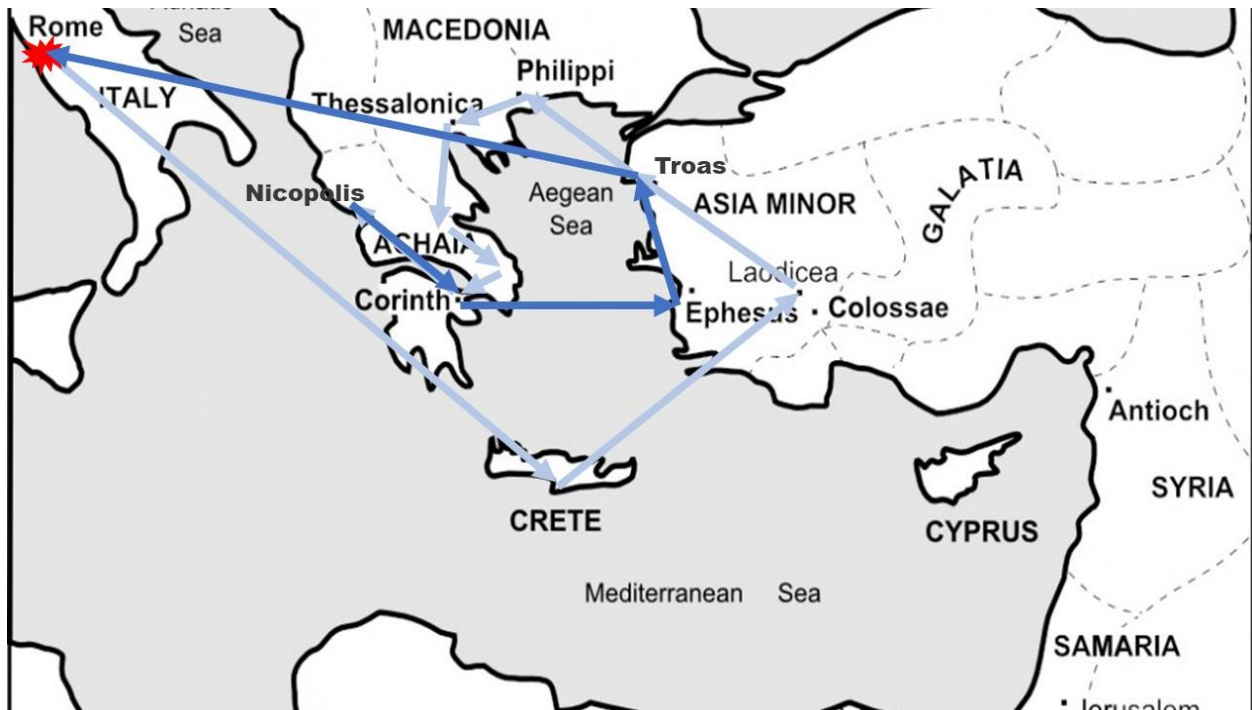 Rome
Sea
MACEDONIA
Philippi
ITALY
Thessalonica
Troas
Nicopolis
Aegean
Sea
ASIA MINOR
GALATIA
ACHAIA
Laodicea
Corinth
Ephesus
Colossae
Antioch
SYRIA
CRETE
CYPRUS
Mediterranean Sea
SAMARIA
Jerusalem